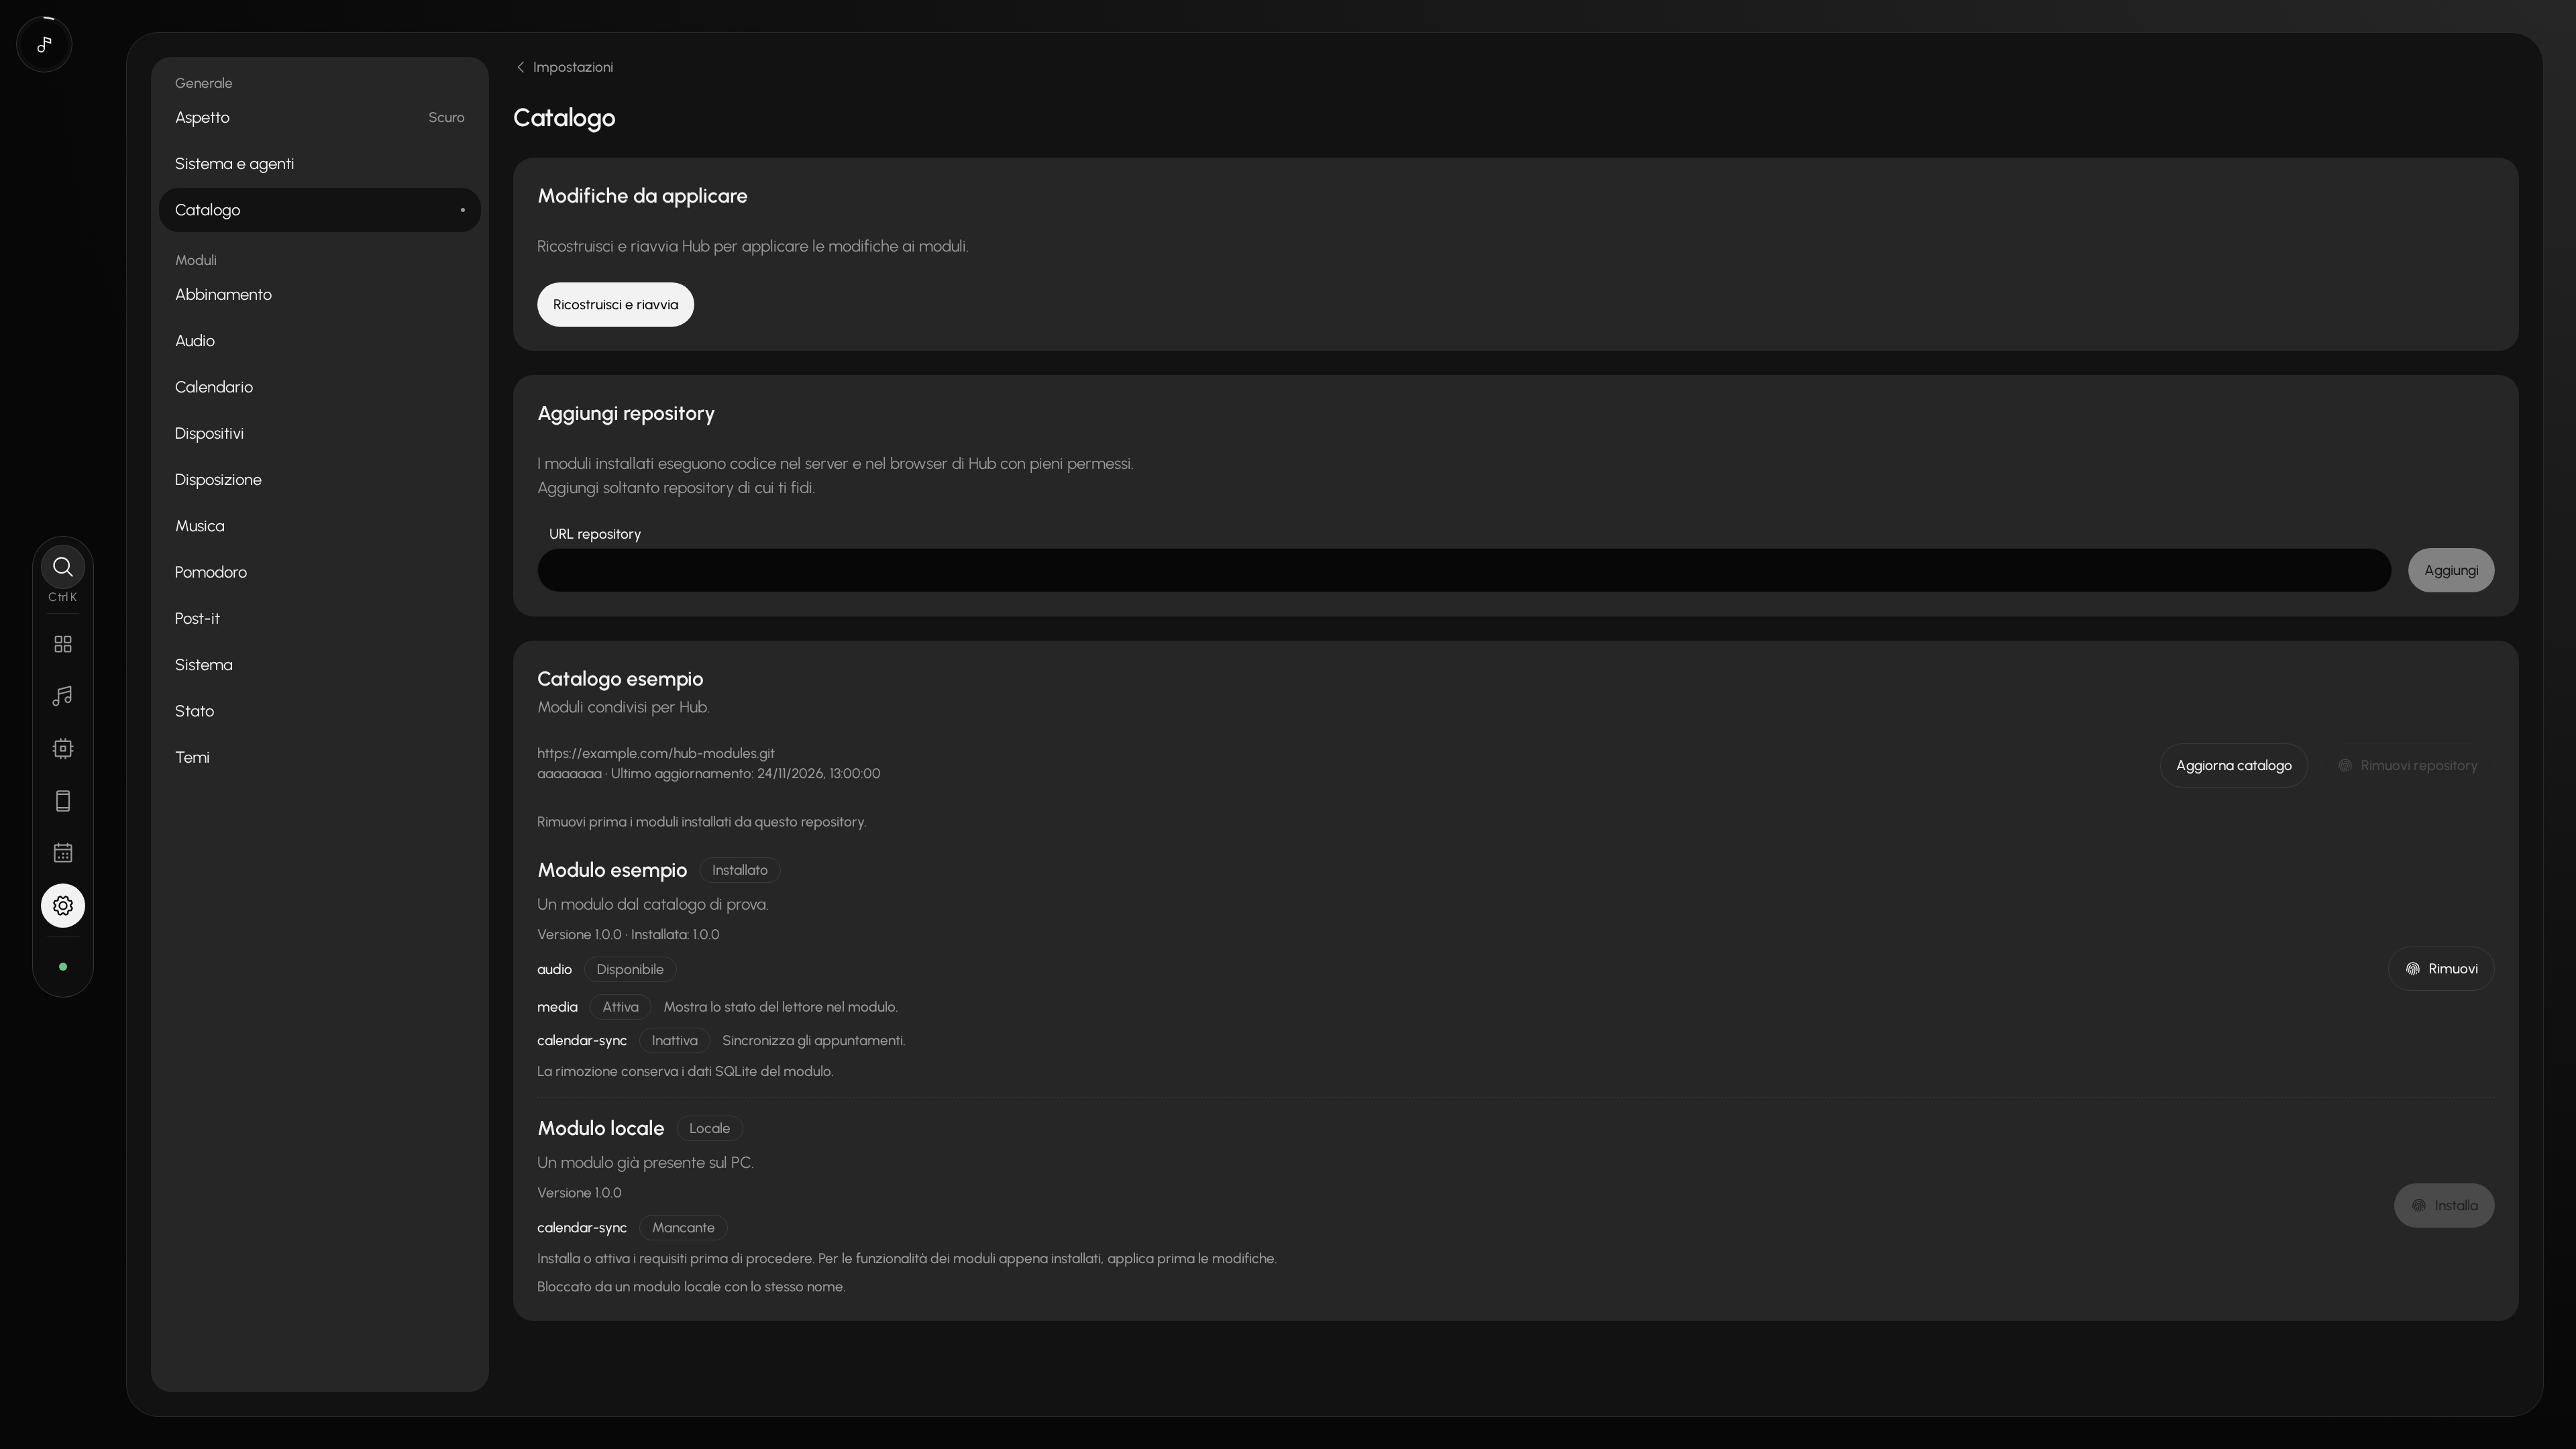 Generale
Aspetto
Scuro
Sistema e agenti
Catalogo
Moduli
Abbinamento
Audio
Calendario
Dispositivi
Disposizione
Musica
Pomodoro
Post-it
Sistema
Stato
Temi
Ctrl K
Impostazioni
Catalogo
Modifiche da applicare
Ricostruisci e riavvia Hub per applicare le modifiche ai moduli.
Ricostruisci e riavvia
Aggiungi repository
I moduli installati eseguono codice nel server e nel browser di Hub con pieni permessi.
Aggiungi soltanto repository di cui ti fidi.
URL repository
Aggiungi
Catalogo esempio
Moduli condivisi per Hub.
https://example.com/hub-modules.git
aaaaaaaa · Ultimo aggiornamento: 24/11/2026, 13:00:00
Aggiorna catalogo
Rimuovi repository
Rimuovi prima i moduli installati da questo repository.
Modulo esempio Installato
Un modulo dal catalogo di prova.
Versione 1.0.0 · Installata: 1.0.0
audio Disponibile
Rimuovi
media Attiva Mostra lo stato del lettore nel modulo.
calendar-sync Inattiva Sincronizza gli appuntamenti.
La rimozione conserva i dati SQLite del modulo.
Modulo locale Locale
Un modulo già presente sul PC.
Versione 1.0.0
Installa
calendar-sync Mancante
Installa o attiva i requisiti prima di procedere. Per le funzionalità dei moduli appena installati, applica prima le modifiche.
Bloccato da un modulo locale con lo stesso nome.